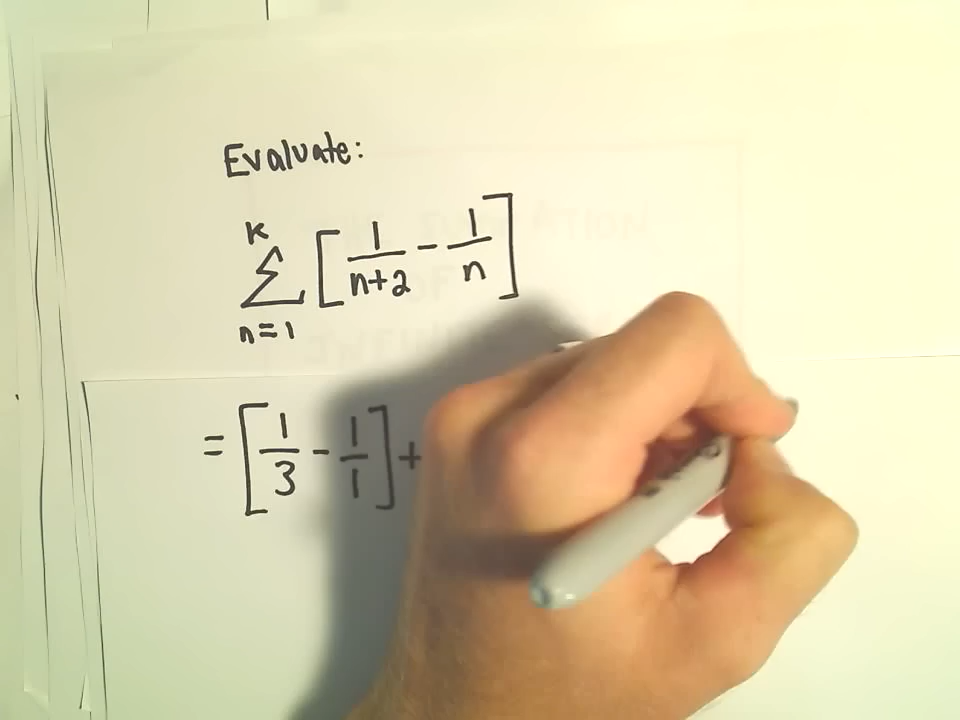 Evaluate:
K
Σ [ 1/(n+2) - 1/n ]
n=1
= [ 1/3 - 1/1 ] +